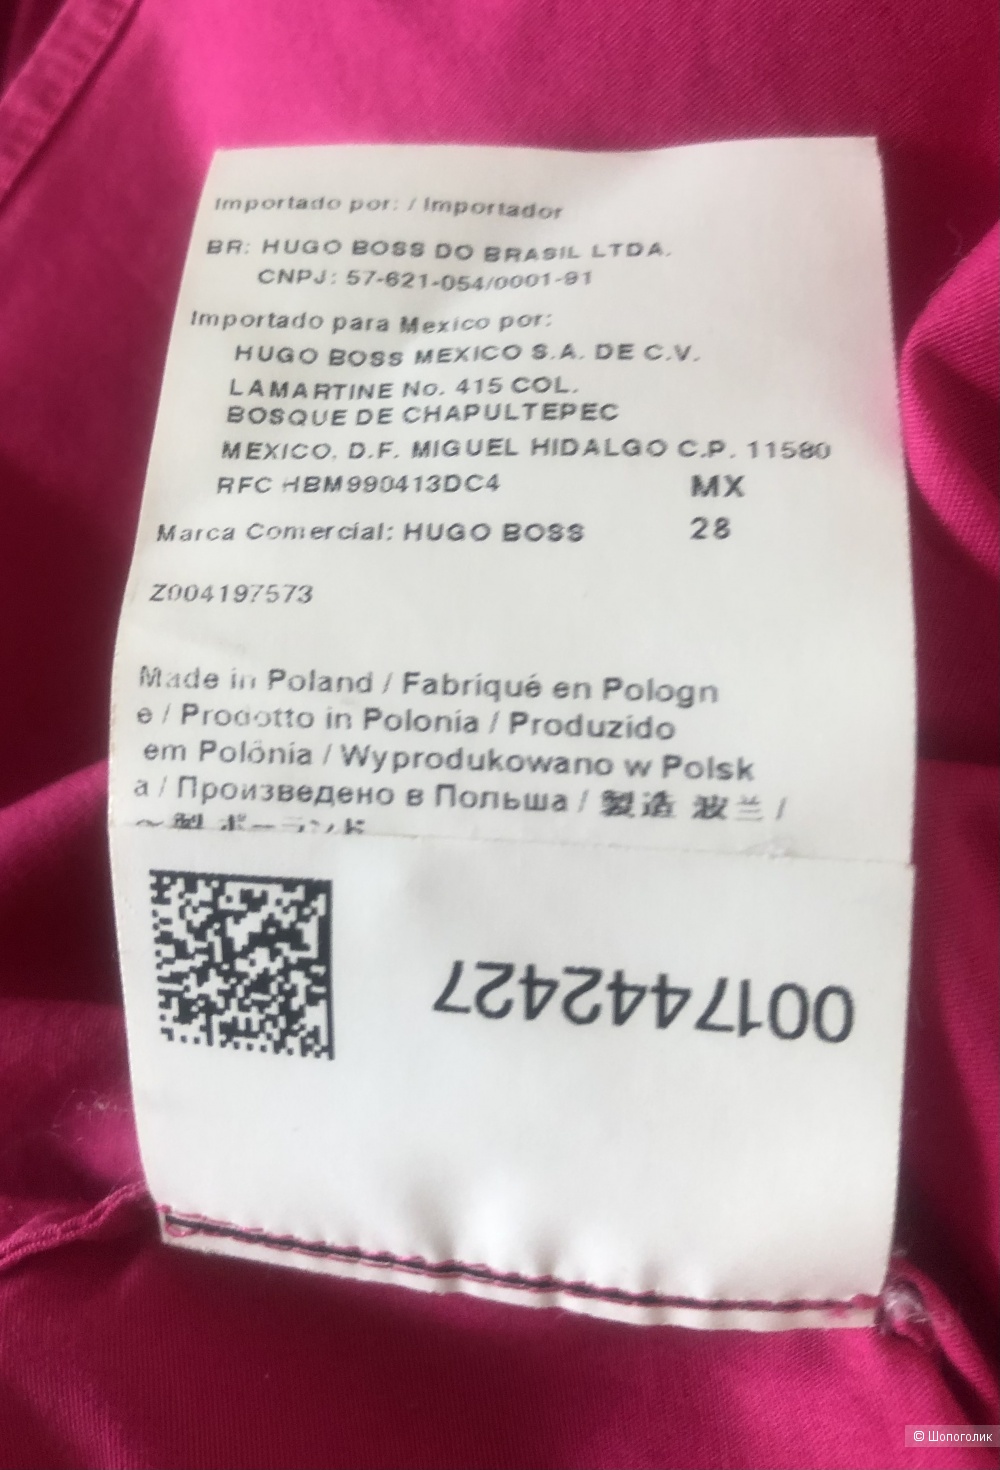 Importado por: / Importador
BR: HUGO BOSS DO BRASIL LTDA.
CNPJ: 57-621-054/0001-91
Importado para Mexico por:
HUGO BOSS MEXICO S.A. DE C.V.
LAMARTINE No. 415 COL.
BOSQUE DE CHAPULTEPEC
MEXICO, D.F. MIGUEL HIDALGO C.P. 11580
RFC HBM990413DC4 MX
Marca Comercial: HUGO BOSS 28
Z004197573
Made in Poland / Fabriqué en Pologn
e / Prodotto in Polonia / Produzido
em Polônia / Wyprodukowano w Polsk
a / Произведено в Польша / 製造 波兰 /
0017442427
© Шопоголик